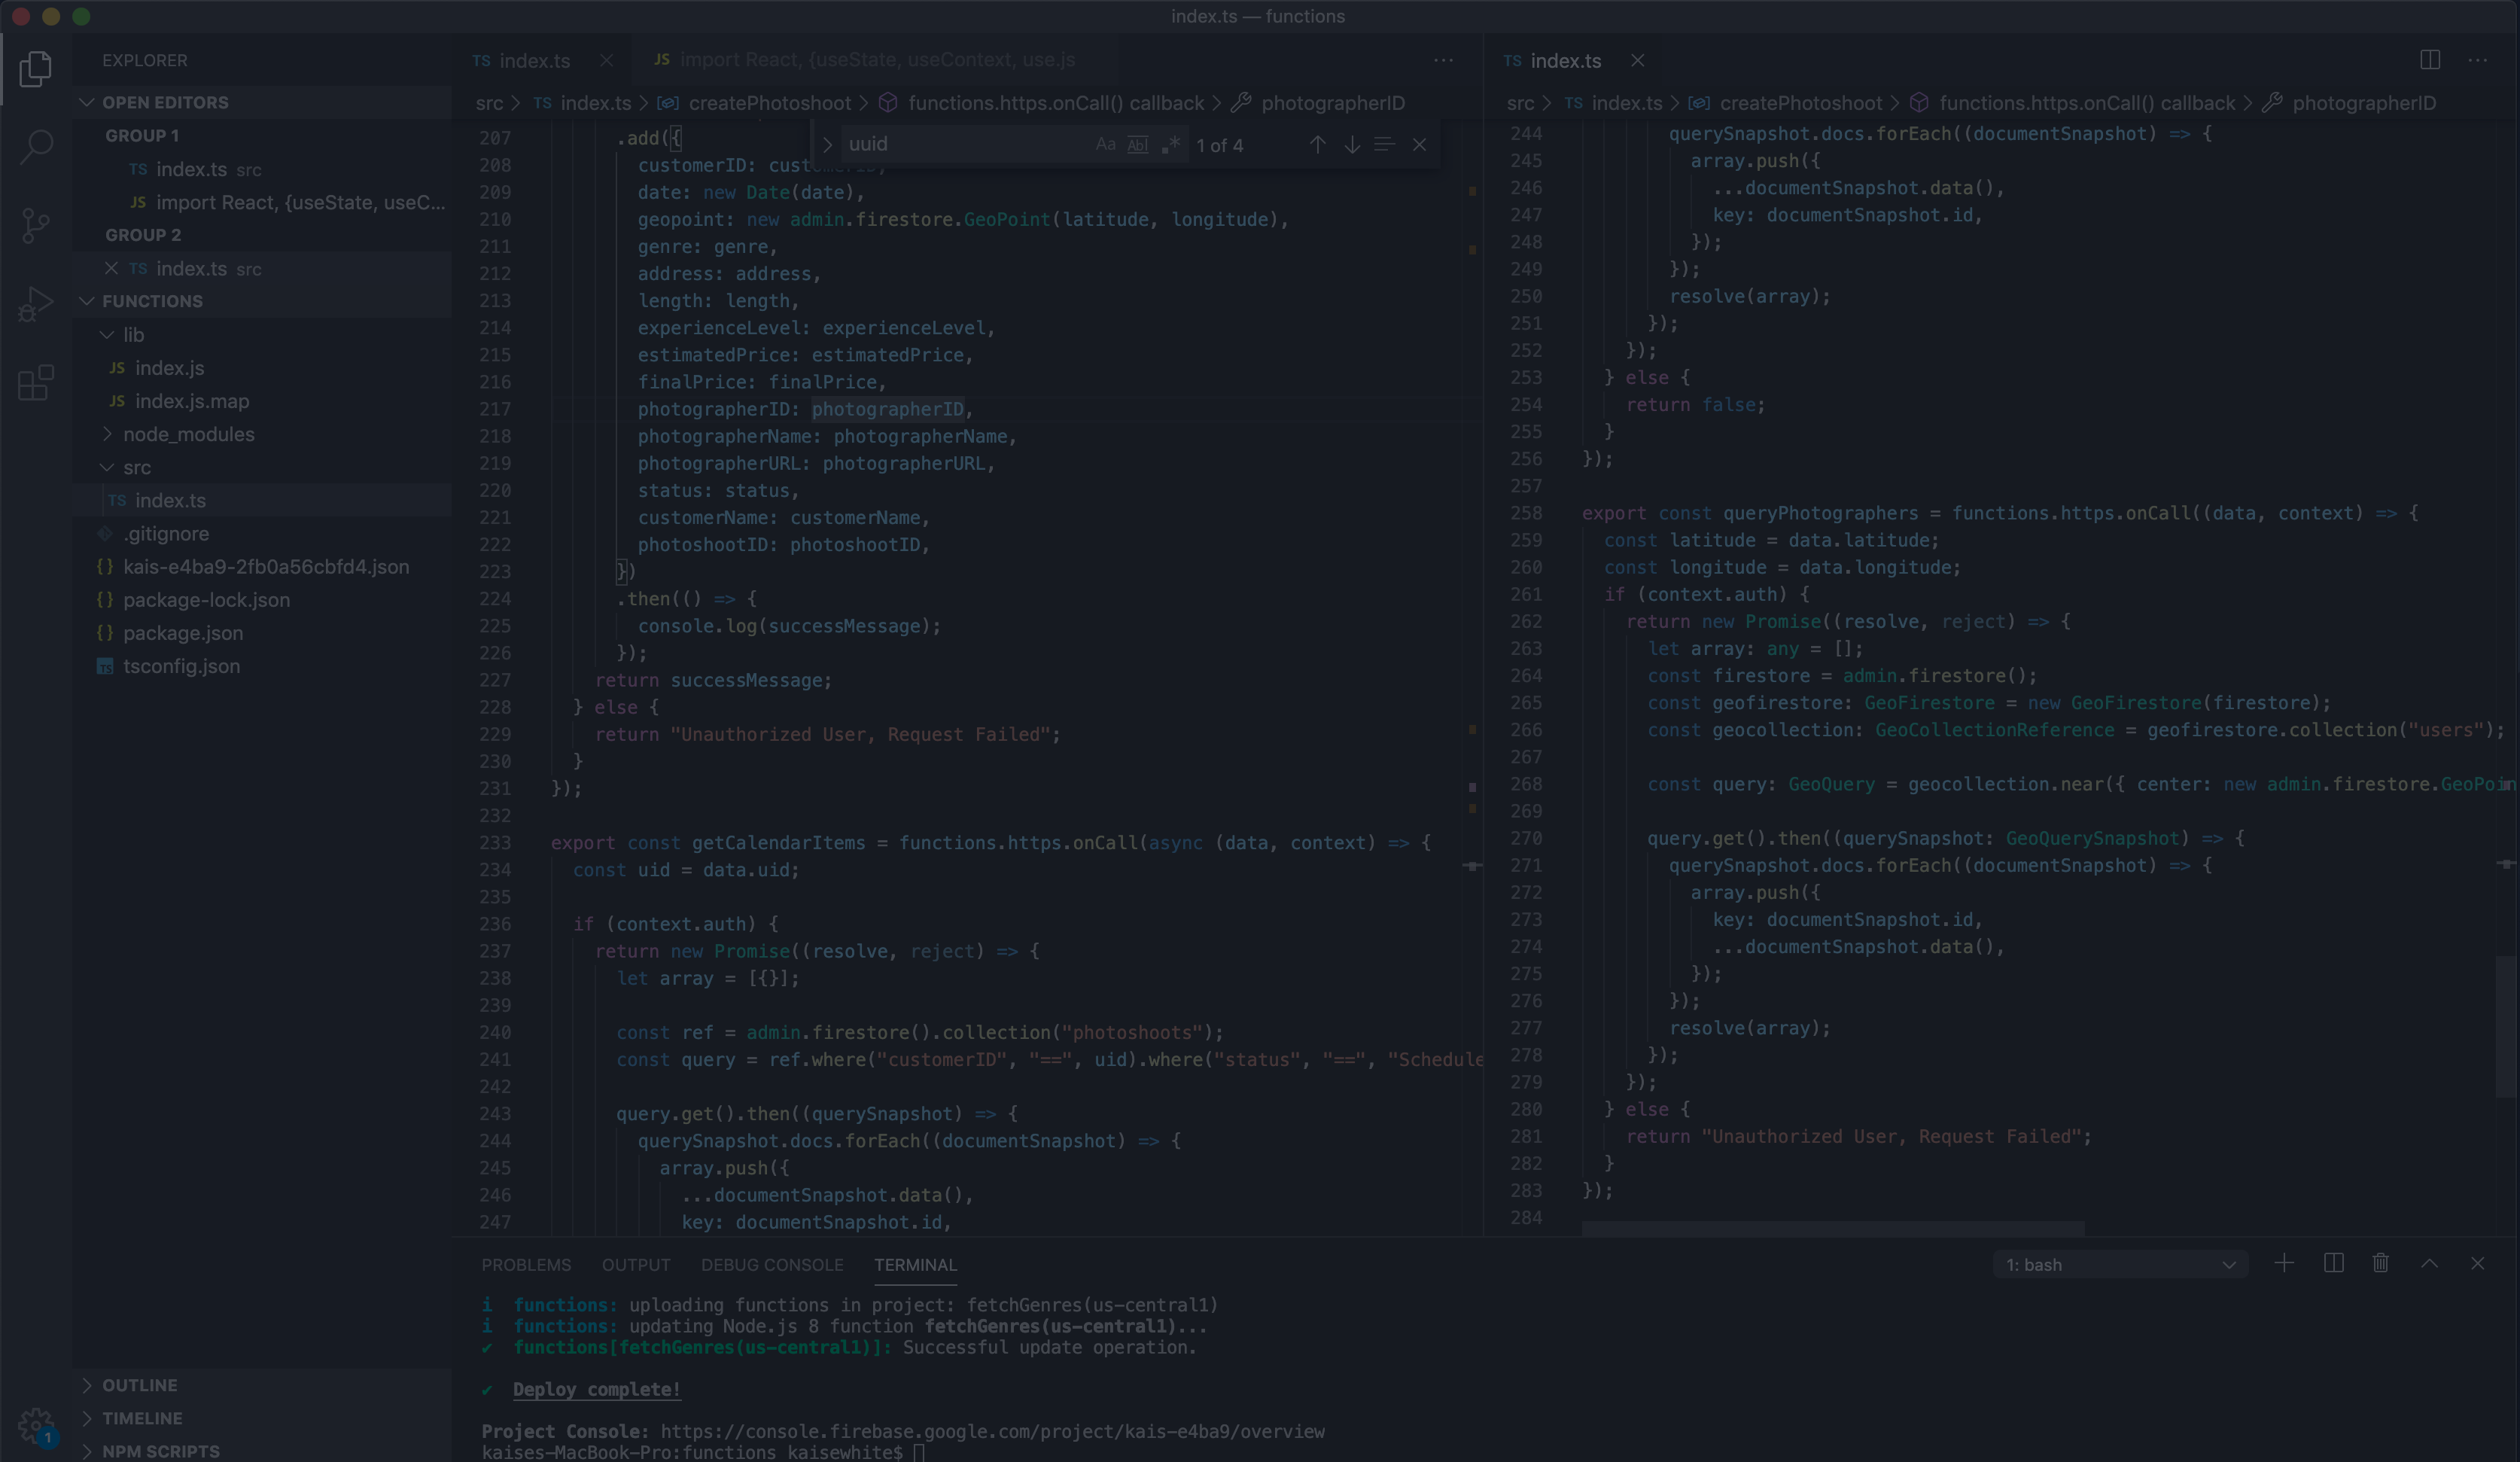 index.ts — functions
EXPLORER
OPEN EDITORS
GROUP 1
TS index.ts src
JS import React, {useState, useC...
GROUP 2
TS index.ts src
FUNCTIONS
lib
JS index.js
JS index.js.map
node_modules
src
TS index.ts
.gitignore
{} kais-e4ba9-2fb0a56cbfd4.json
{} package-lock.json
{} package.json
TS tsconfig.json
OUTLINE
TIMELINE
NPM SCRIPTS
1
TS index.ts
JS import React, {useState, useContext, use.js
src > TS index.ts > createPhotoshoot > functions.https.onCall() callback > photographerID
uuid Aa Abl .* 1 of 4
207 .add({
208 customerID: customerID,
209 date: new Date(date),
210 geopoint: new admin.firestore.GeoPoint(latitude, longitude),
211 genre: genre,
212 address: address,
213 length: length,
214 experienceLevel: experienceLevel,
215 estimatedPrice: estimatedPrice,
216 finalPrice: finalPrice,
217 photographerID: photographerID,
218 photographerName: photographerName,
219 photographerURL: photographerURL,
220 status: status,
221 customerName: customerName,
222 photoshootID: photoshootID,
223 })
224 .then(() => {
225 console.log(successMessage);
226 });
227 return successMessage;
228 } else {
229 return "Unauthorized User, Request Failed";
230 }
231 });
232
233 export const getCalendarItems = functions.https.onCall(async (data, context) => {
234 const uid = data.uid;
235
236 if (context.auth) {
237 return new Promise((resolve, reject) => {
238 let array = [{}];
239
240 const ref = admin.firestore().collection("photoshoots");
241 const query = ref.where("customerID", "==", uid).where("status", "==", "Schedule
242
243 query.get().then((querySnapshot) => {
244 querySnapshot.docs.forEach((documentSnapshot) => {
245 array.push({
246 ...documentSnapshot.data(),
247 key: documentSnapshot.id,
TS index.ts
src > TS index.ts > createPhotoshoot > functions.https.onCall() callback > photographerID
244 querySnapshot.docs.forEach((documentSnapshot) => {
245 array.push({
246 ...documentSnapshot.data(),
247 key: documentSnapshot.id,
248 });
249 });
250 resolve(array);
251 });
252 });
253 } else {
254 return false;
255 }
256 });
257
258 export const queryPhotographers = functions.https.onCall((data, context) => {
259 const latitude = data.latitude;
260 const longitude = data.longitude;
261 if (context.auth) {
262 return new Promise((resolve, reject) => {
263 let array: any = [];
264 const firestore = admin.firestore();
265 const geofirestore: GeoFirestore = new GeoFirestore(firestore);
266 const geocollection: GeoCollectionReference = geofirestore.collection("users");
267
268 const query: GeoQuery = geocollection.near({ center: new admin.firestore.GeoPoin
269
270 query.get().then((querySnapshot: GeoQuerySnapshot) => {
271 querySnapshot.docs.forEach((documentSnapshot) => {
272 array.push({
273 key: documentSnapshot.id,
274 ...documentSnapshot.data(),
275 });
276 });
277 resolve(array);
278 });
279 });
280 } else {
281 return "Unauthorized User, Request Failed";
282 }
283 });
284
PROBLEMS OUTPUT DEBUG CONSOLE TERMINAL 1: bash
i functions: uploading functions in project: fetchGenres(us-central1)
i functions: updating Node.js 8 function fetchGenres(us-central1)...
✔ functions[fetchGenres(us-central1)]: Successful update operation.
✔ Deploy complete!
Project Console: https://console.firebase.google.com/project/kais-e4ba9/overview
kaises-MacBook-Pro:functions kaisewhite$